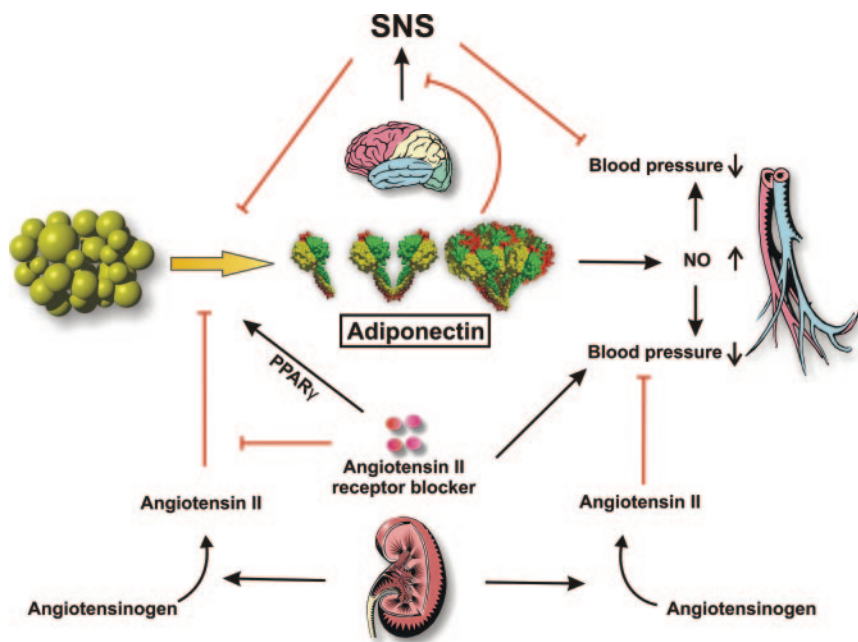 SNS
Blood pressure ↓
NO ↑
Adiponectin
Blood pressure ↓
PPARγ
Angiotensin II
receptor blocker
Angiotensin II
Angiotensin II
Angiotensinogen
Angiotensinogen